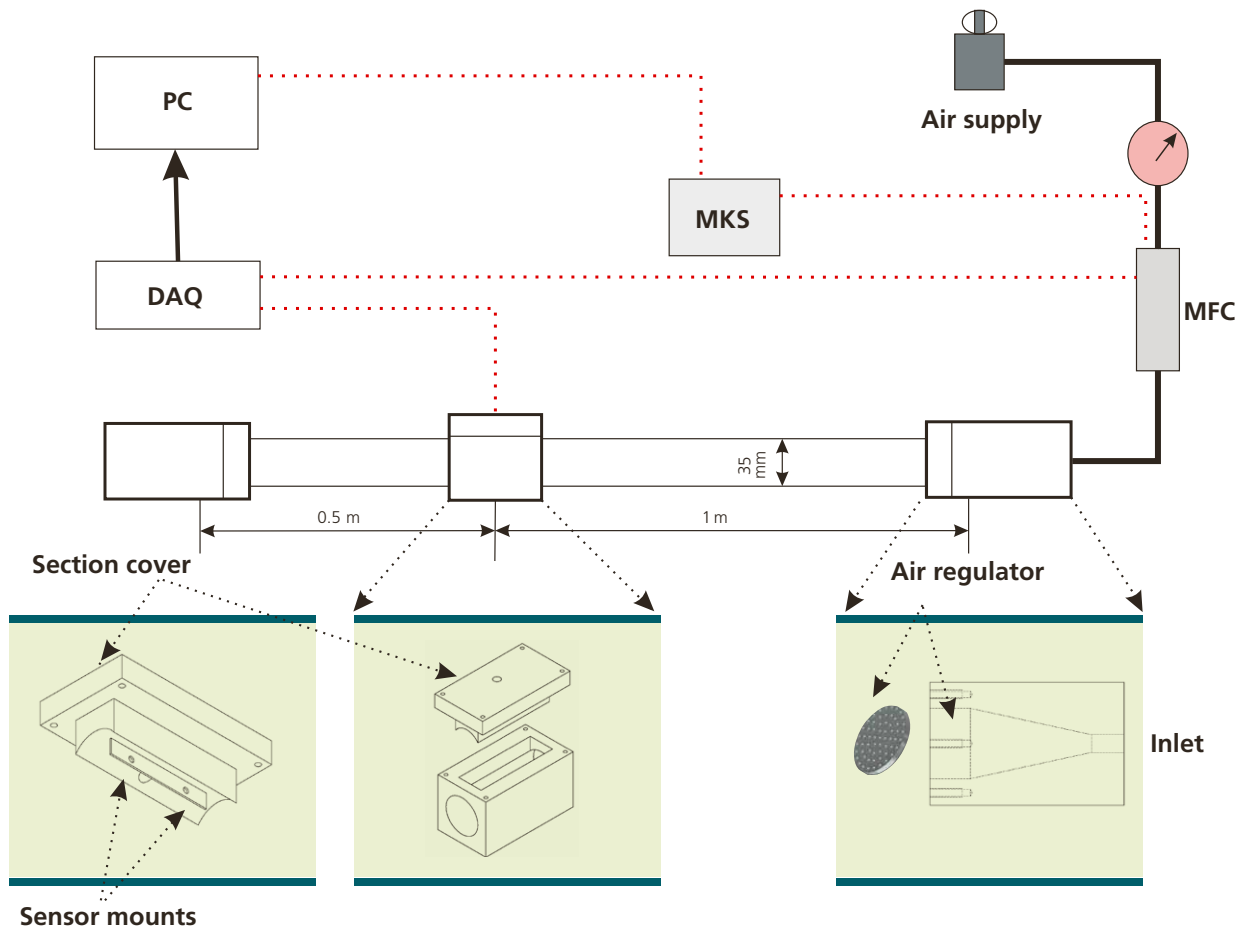 PC
Air supply
MKS
DAQ
MFC
35
mm
0.5 m
1 m
Section cover
Air regulator
Inlet
Sensor mounts